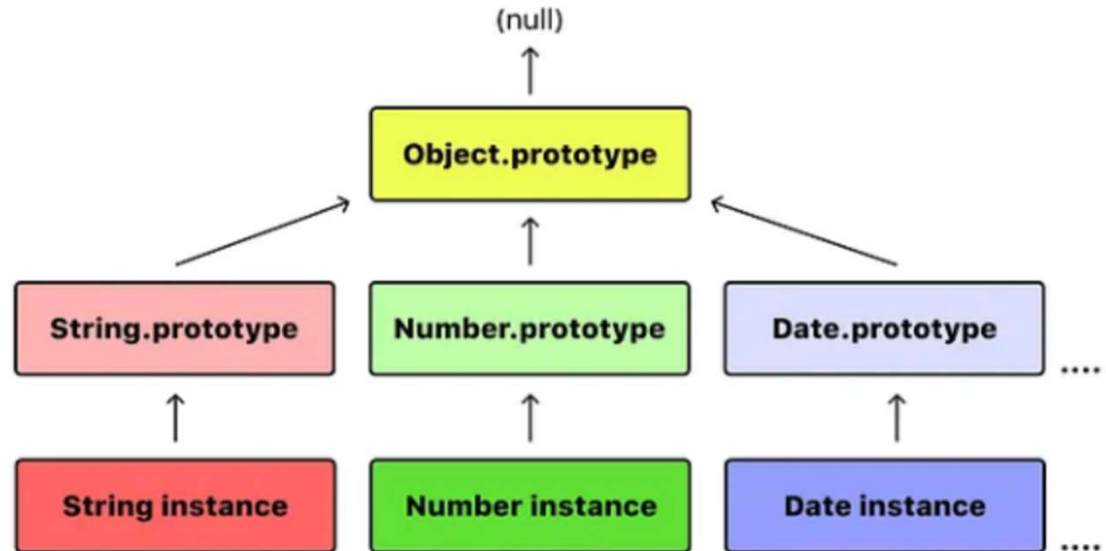 (null)
Object.prototype
String.prototype
Number.prototype
Date.prototype
....
String instance
Number instance
Date instance
....